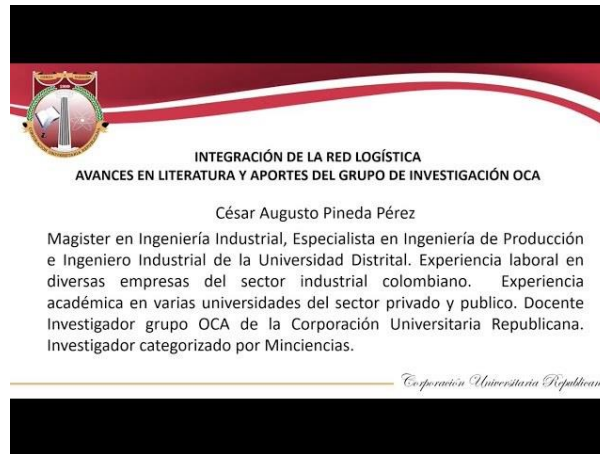 INTEGRACIÓN DE LA RED LOGÍSTICA
AVANCES EN LITERATURA Y APORTES DEL GRUPO DE INVESTIGACIÓN OCA
César Augusto Pineda Pérez
Magister en Ingeniería Industrial, Especialista en Ingeniería de Producción
e Ingeniero Industrial de la Universidad Distrital. Experiencia laboral en
diversas empresas del sector industrial colombiano. Experiencia
académica en varias universidades del sector privado y publico. Docente
Investigador grupo OCA de la Corporación Universitaria Republicana.
Investigador categorizado por Minciencias.
Corporación Universitaria Republican